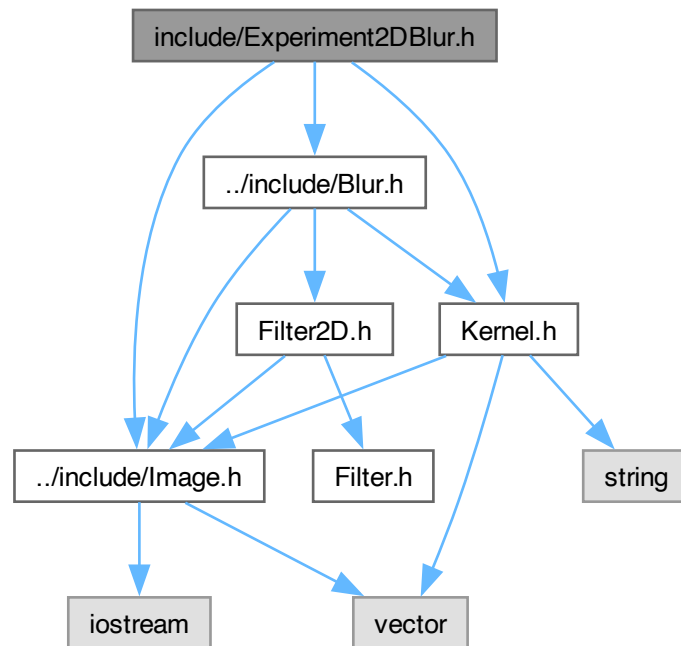 include/Experiment2DBlur.h
../include/Blur.h
Filter2D.h
Kernel.h
../include/Image.h
Filter.h
string
iostream
vector